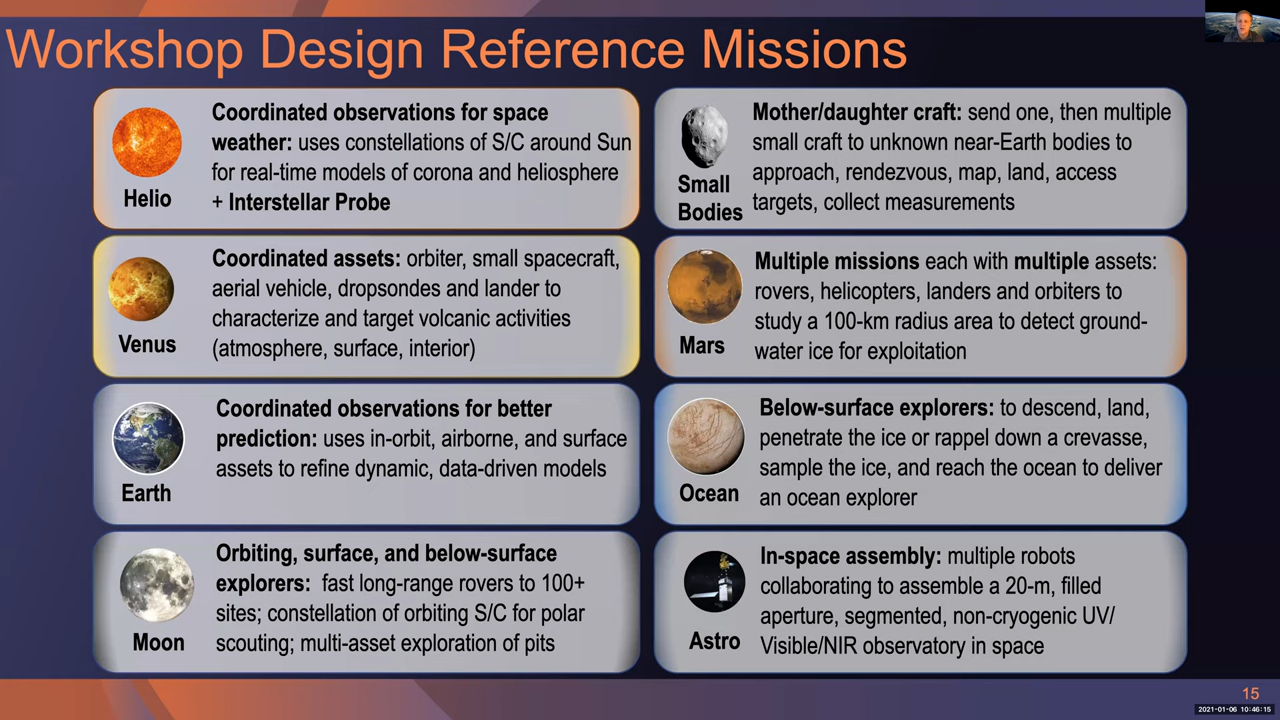 Workshop Design Reference Missions
Coordinated observations for space
weather: uses constellations of S/C around Sun
for real-time models of corona and heliosphere
+ Interstellar Probe
Helio
Mother/daughter craft: send one, then multiple
small craft to unknown near-Earth bodies to
approach, rendezvous, map, land, access
targets, collect measurements
Small
Bodies
Coordinated assets: orbiter, small spacecraft,
aerial vehicle, dropsondes and lander to
characterize and target volcanic activities
(atmosphere, surface, interior)
Venus
Multiple missions each with multiple assets:
rovers, helicopters, landers and orbiters to
study a 100-km radius area to detect ground-
water ice for exploitation
Mars
Coordinated observations for better
prediction: uses in-orbit, airborne, and surface
assets to refine dynamic, data-driven models
Earth
Below-surface explorers: to descend, land,
penetrate the ice or rappel down a crevasse,
sample the ice, and reach the ocean to deliver
an ocean explorer
Ocean
Orbiting, surface, and below-surface
explorers: fast long-range rovers to 100+
sites; constellation of orbiting S/C for polar
scouting; multi-asset exploration of pits
Moon
In-space assembly: multiple robots
collaborating to assemble a 20-m, filled
aperture, segmented, non-cryogenic UV/
Visible/NIR observatory in space
Astro
15
2021-01-06 10:46:15